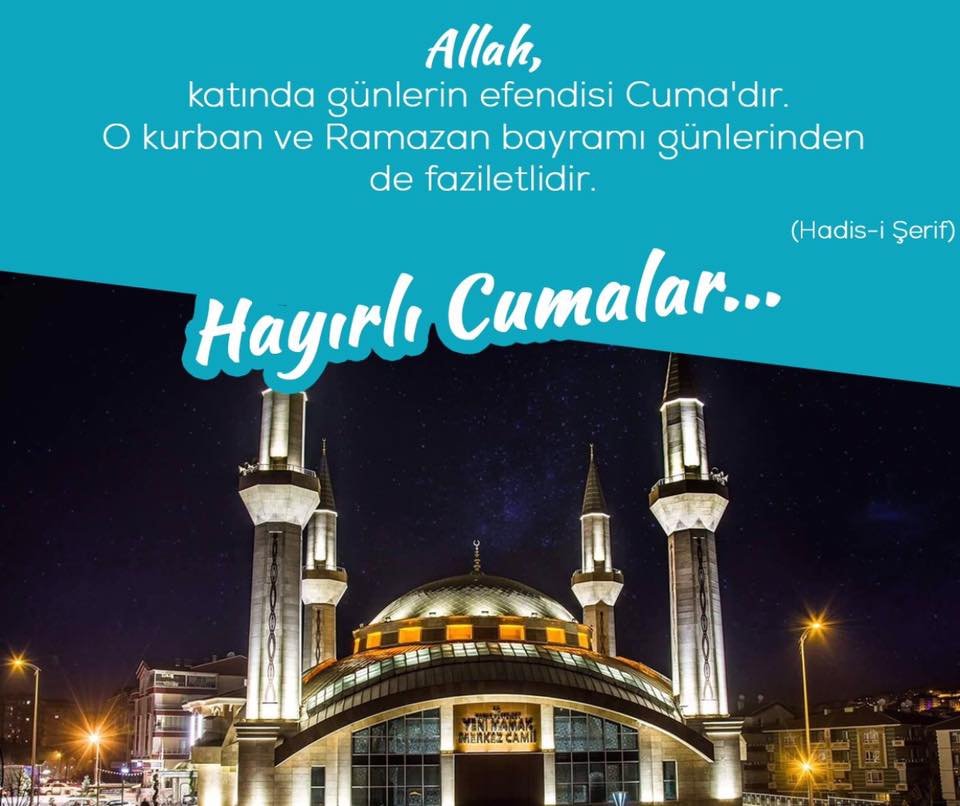 Allah,
katında günlerin efendisi Cuma'dır.
O kurban ve Ramazan bayramı günlerinden
de faziletlidir.
(Hadis-i Şerif)
Hayırlı Cumalar...
YENİ MAMAK
MERKEZ CAMİİ